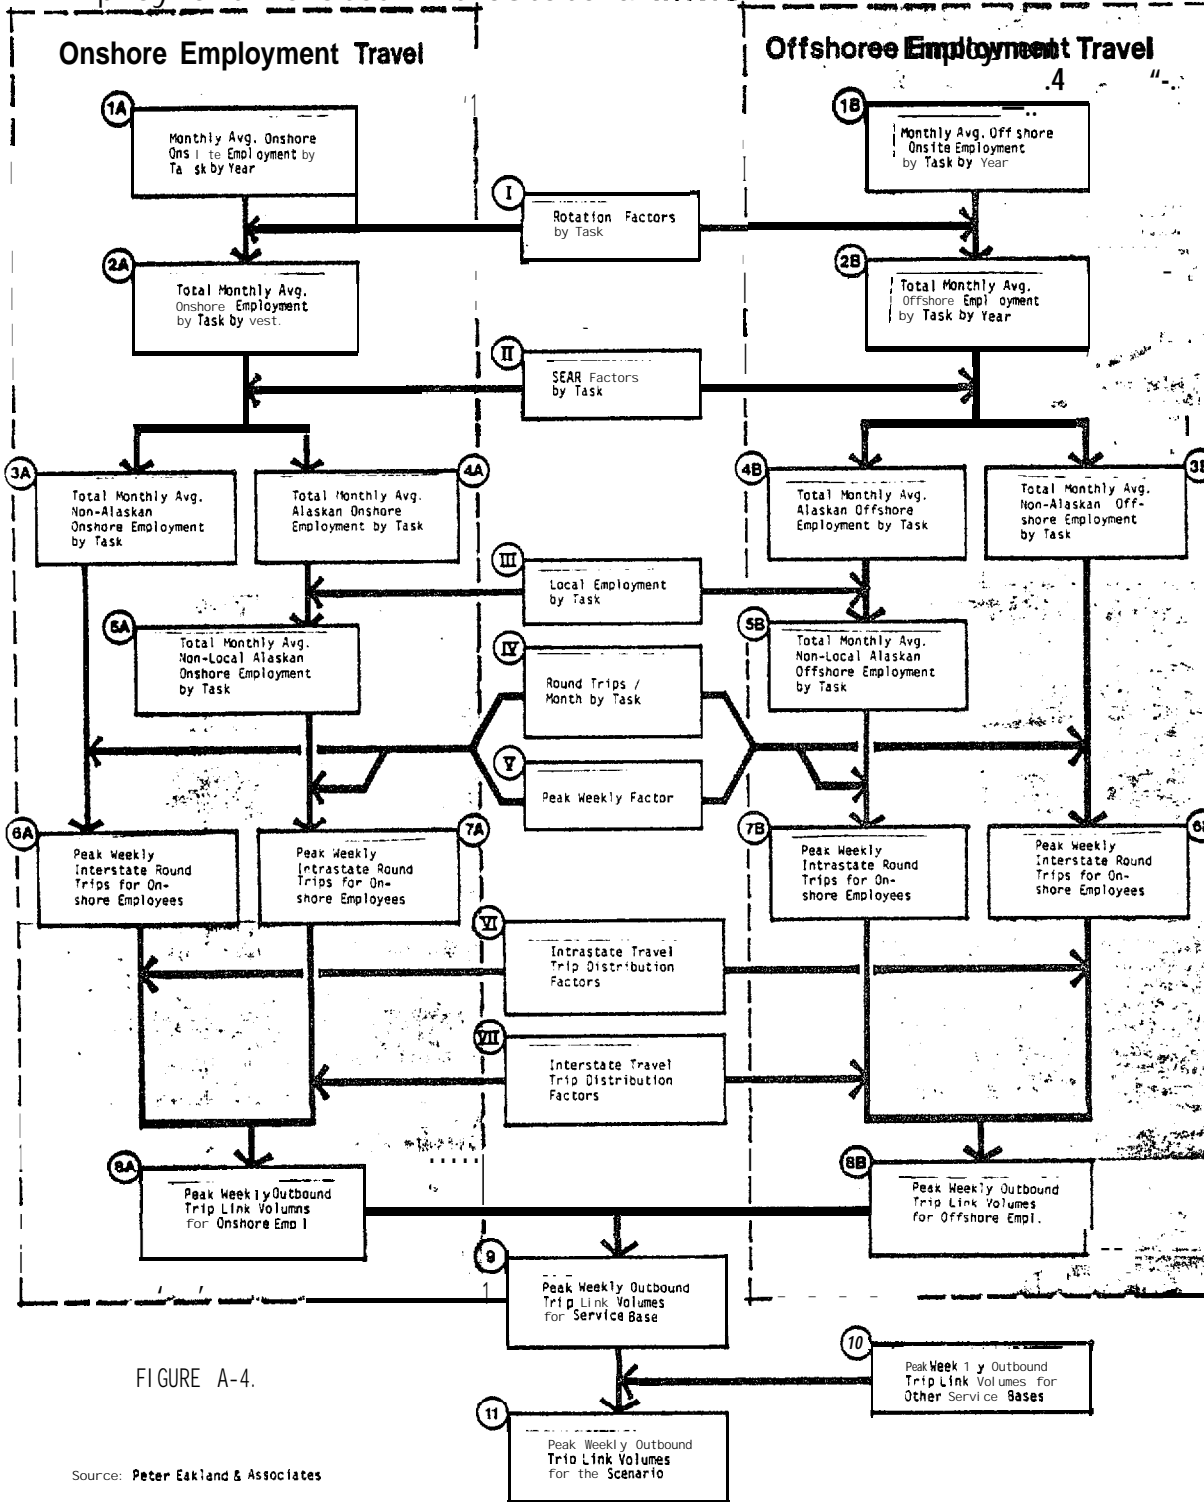 Onshore Employment Travel
Offshoree Employment Travel
1A
Monthly Avg. Onshore
Ons i te Employment by
Ta sk by Year
1B
Monthly Avg. Off shore
Onsite Employment
by Task by Year
I
Rotation Factors
by Task
2A
Total Monthly Avg.
Onshore Employment
by Task by vest.
2B
Total Monthly Avg.
Offshore Empl oyment
by Task by Year
II
SEAR Factors
by Task
3A
Total Monthly Avg.
Non-Alaskan
Onshore Employment
by Task
4A
Total Monthly Avg.
Alaskan Onshore
Employment by Task
4B
Total Monthly Avg.
Alaskan Offshore
Employment by Task
Total Monthly Avg.
Non-Alaskan Off-
shore Employment
by Task
III
Local Employment
by Task
5A
Total Monthly Avg.
Non-Local Alaskan
Onshore Employment
by Task
IV
Round Trips /
Month by Task
5B
Total Monthly Avg.
Non-Local Alaskan
Offshore Employment
by Task
V
Peak Weekly Factor
6A
Peak Weekly
Interstate Round
Trips for On-
shore Employees
7A
Peak Weekly
Intrastate Round
Trips for On-
shore Employees
7B
Peak Weekly
Intrastate Round
Trips for On-
shore Employees
Peak Weekly
Interstate Round
Trips for On-
shore Employees
VI
Intrastate Travel
Trip Distribution
Factors
VII
Interstate Travel
Trip Distribution
Factors
8A
Peak Weekly Outbound
Trip Link Volumns
for Onshore Empl
8B
Peak Weekly Outbound
Trip Link Volumes
for Offshore Empl.
9
Peak Weekly Outbound
Trip Link Volumes
for Service Base
10
Peak Week 1 y Outbound
Trip Link Volumes for
Other Service Bases
FIGURE A-4.
11
Peak Weekly Outbound
Trip Link Volumes
for the Scenario
Source: Peter Eakland & Associates